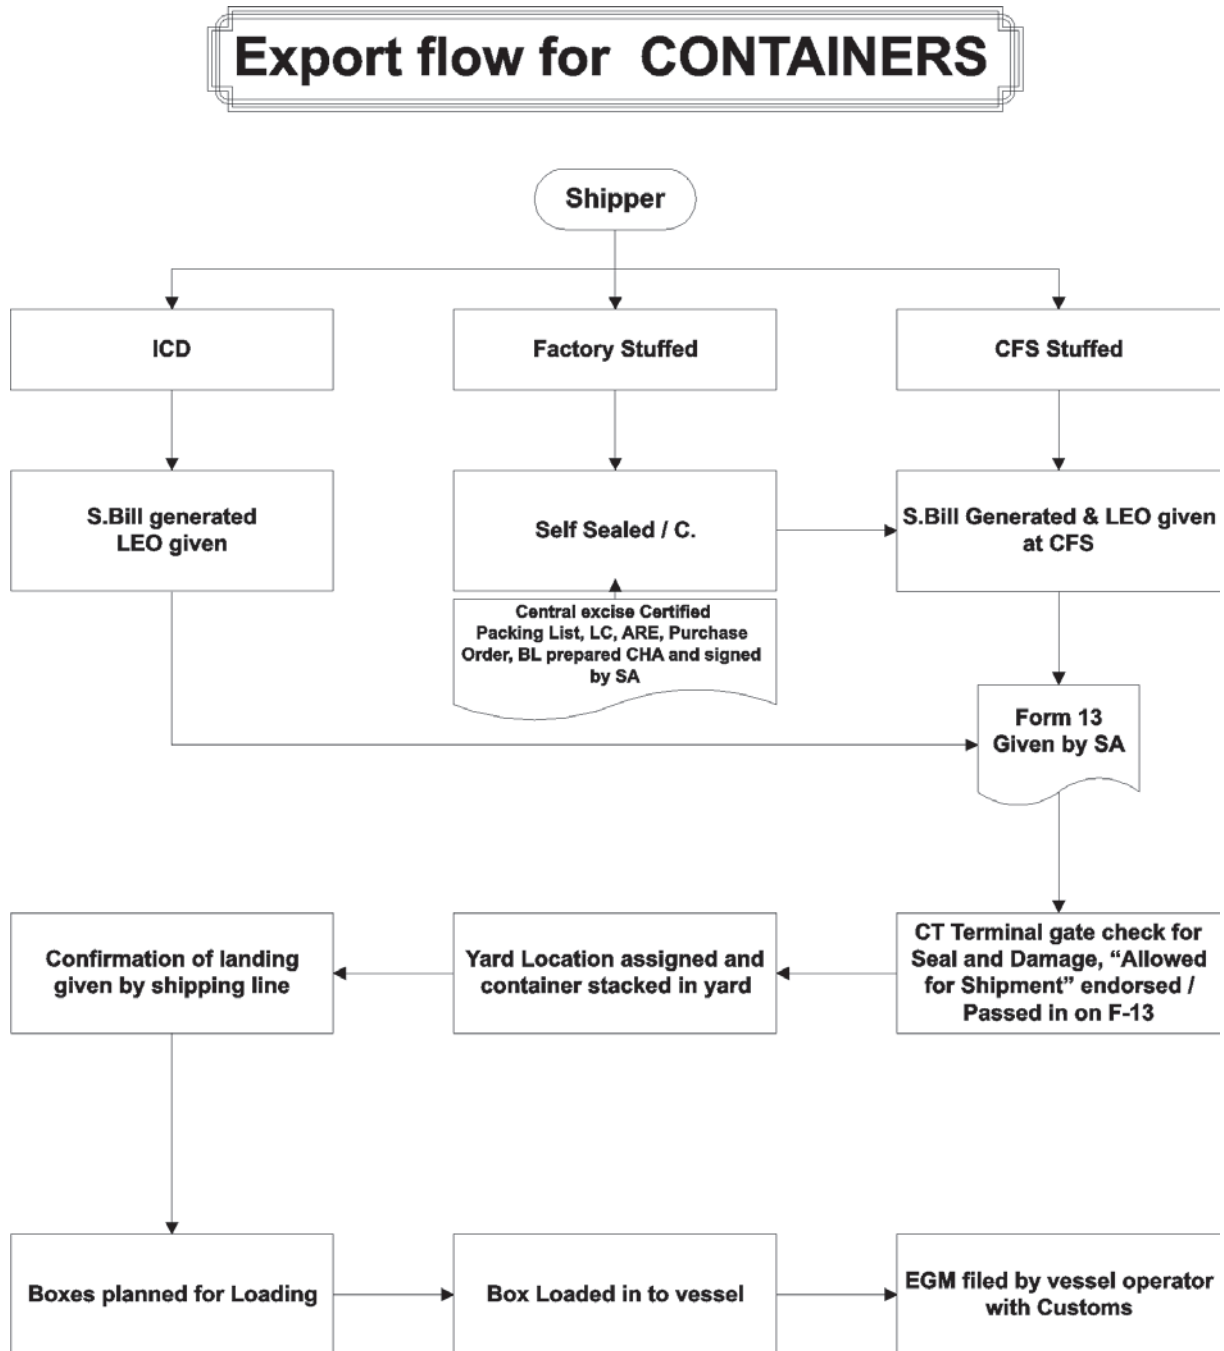 Export flow for CONTAINERS
Shipper
ICD
Factory Stuffed
CFS Stuffed
S.Bill generated
LEO given
Self Sealed / C.
S.Bill Generated & LEO given
at CFS
Central excise Certified
Packing List, LC, ARE, Purchase
Order, BL prepared CHA and signed
by SA
Form 13
Given by SA
Confirmation of landing
given by shipping line
Yard Location assigned and
container stacked in yard
CT Terminal gate check for
Seal and Damage, “Allowed
for Shipment” endorsed /
Passed in on F-13
Boxes planned for Loading
Box Loaded in to vessel
EGM filed by vessel operator
with Customs